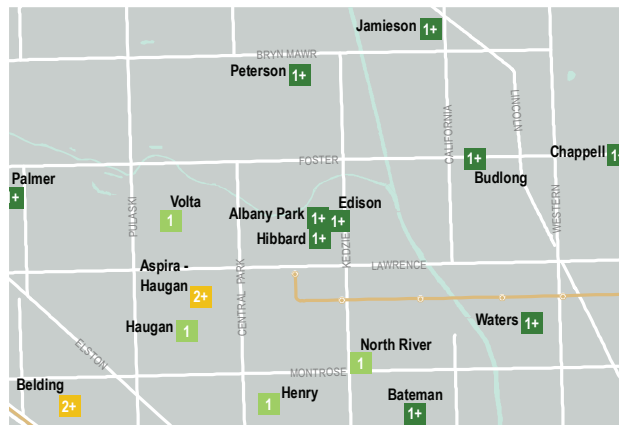 Jamieson
1+
BRYN MAWR
Peterson
1+
LINCOLN
CALIFORNIA
FOSTER
1+
Chappell
1+
Budlong
Palmer
1+
PULASKI
Volta
1
Albany Park
1+
Edison
1+
Hibbard
1+
KEDZIE
WESTERN
Aspira -
Haugan
2+
CENTRAL PARK
LAWRENCE
Haugan
1
Waters
1+
ELSTON
North River
1
MONTROSE
Belding
2+
Henry
1
Bateman
1+